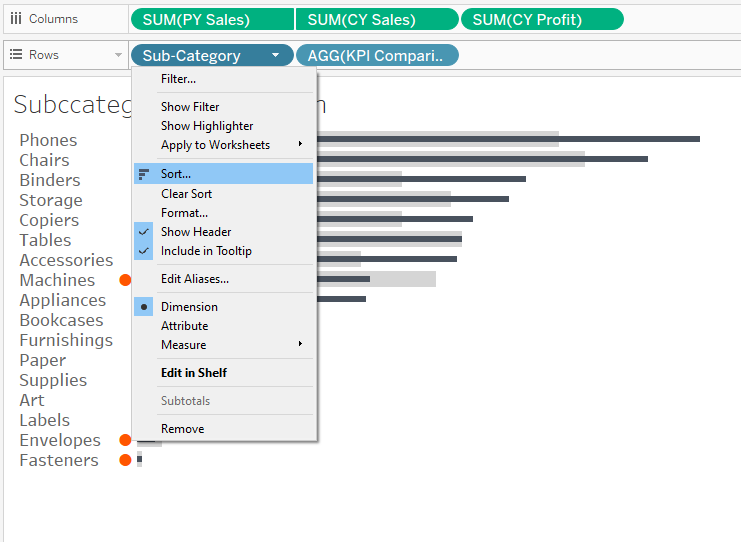 Columns
SUM(PY Sales)
SUM(CY Sales)
SUM(CY Profit)
Rows
Sub-Category
AGG(KPI Compari..
Subccateg
n
Phones
Chairs
Binders
Storage
Copiers
Tables
Accessories
Machines
Appliances
Bookcases
Furnishings
Paper
Supplies
Art
Labels
Envelopes
Fasteners
Filter...
Show Filter
Show Highlighter
Apply to Worksheets
Sort...
Clear Sort
Format...
Show Header
Include in Tooltip
Edit Aliases...
Dimension
Attribute
Measure
Edit in Shelf
Subtotals
Remove